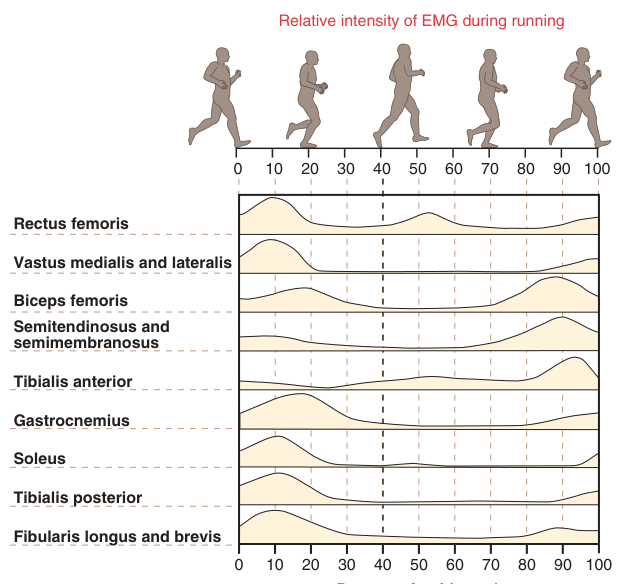 Relative intensity of EMG during running
0 10 20 30 40 50 60 70 80 90 100
Rectus femoris
Vastus medialis and lateralis
Biceps femoris
Semitendinosus and
semimembranosus
Tibialis anterior
Gastrocnemius
Soleus
Tibialis posterior
Fibularis longus and brevis
0 10 20 30 40 50 60 70 80 90 100